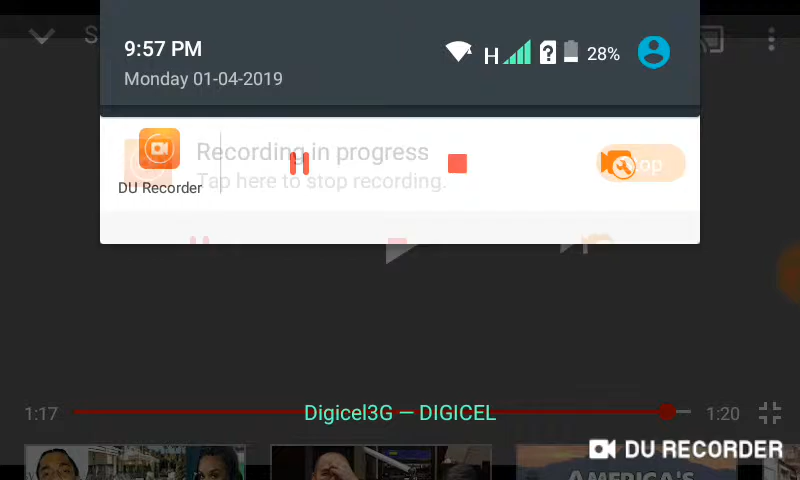 S
9:57 PM
H
28%
Monday 01-04-2019
Recording in progress
Stop
Tap here to stop recording.
DU Recorder
1:17
Digicel3G — DIGICEL
1:20
DU RECORDER
AMERICA'S